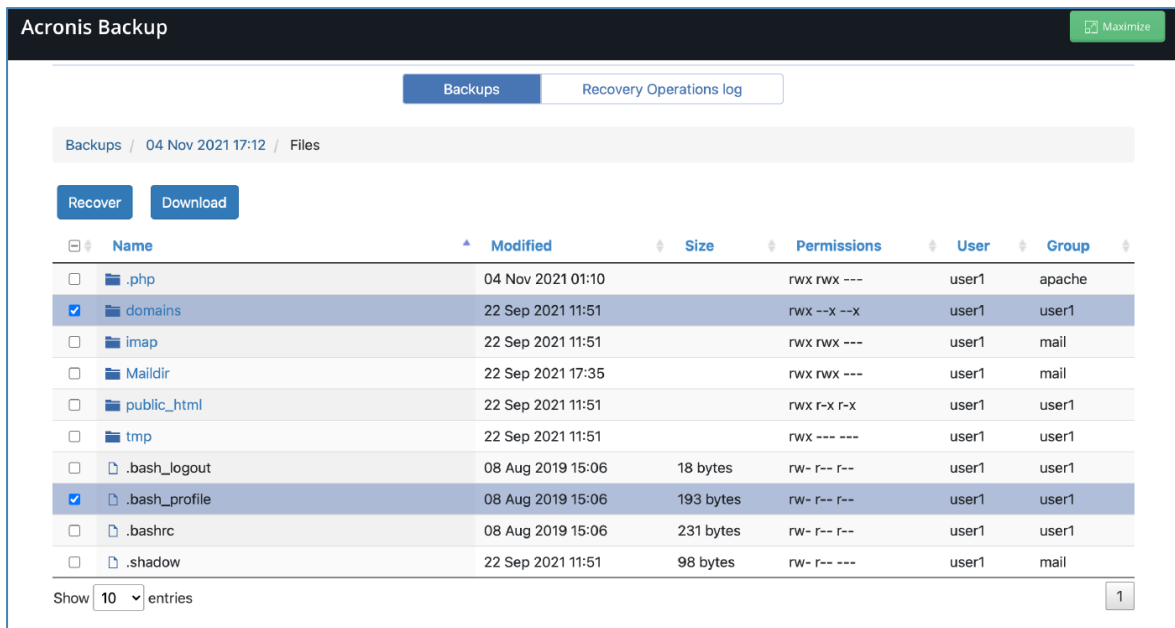 Acronis Backup
Maximize
Backups Recovery Operations log
Backups / 04 Nov 2021 17:12 / Files
Recover Download
Name Modified Size Permissions User Group
.php 04 Nov 2021 01:10 rwx rwx --- user1 apache
domains 22 Sep 2021 11:51 rwx --x --x user1 user1
imap 22 Sep 2021 11:51 rwx rwx --- user1 mail
Maildir 22 Sep 2021 17:35 rwx rwx --- user1 mail
public_html 22 Sep 2021 11:51 rwx r-x r-x user1 user1
tmp 22 Sep 2021 11:51 rwx --- --- user1 user1
.bash_logout 08 Aug 2019 15:06 18 bytes rw- r-- r-- user1 user1
.bash_profile 08 Aug 2019 15:06 193 bytes rw- r-- r-- user1 user1
.bashrc 08 Aug 2019 15:06 231 bytes rw- r-- r-- user1 user1
.shadow 22 Sep 2021 11:51 98 bytes rw- r-- --- user1 mail
Show 10 entries 1